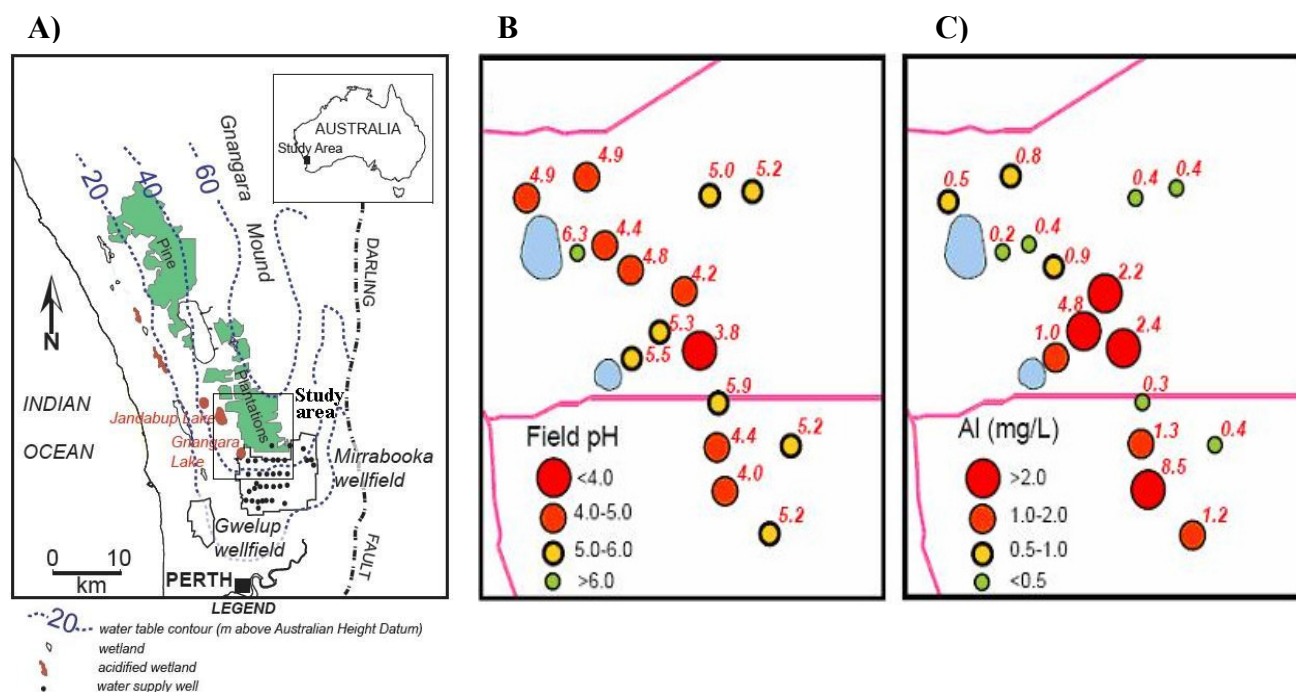 A)
B
C)
AUSTRALIA
Study Area
Gnangara
Mound
20
40
60
Pine
Plantations
DARLING
FAULT
N
INDIAN
OCEAN
Jandabup Lake
Gnangara
Lake
Study
area
Mirrabooka
wellfield
Gwelup
wellfield
0 10
km
PERTH
LEGEND
20 water table contour (m above Australian Height Datum)
wetland
acidified wetland
water supply well
4.9
4.9
5.0
5.2
6.3
4.4
4.8
4.2
5.3
3.8
5.5
5.9
4.4
5.2
4.0
5.2
Field pH
<4.0
4.0-5.0
5.0-6.0
>6.0
0.8
0.5
0.4
0.4
0.2
0.4
0.9
2.2
4.8
2.4
1.0
0.3
1.3
0.4
8.5
1.2
Al (mg/L)
>2.0
1.0-2.0
0.5-1.0
<0.5